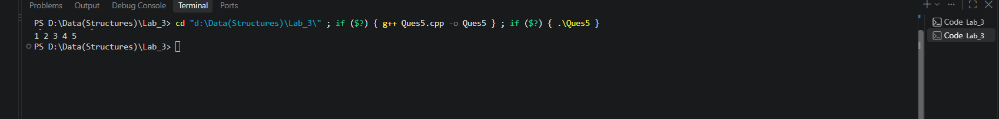 Problems Output Debug Console Terminal Ports
PS D:\Data(Structures)\Lab_3> cd "d:\Data(Structures)\Lab_3\" ; if ($?) { g++ Ques5.cpp -o Ques5 } ; if ($?) { .\Ques5 }
1 2 3 4 5
PS D:\Data(Structures)\Lab_3>
Code Lab_3
Code Lab_3